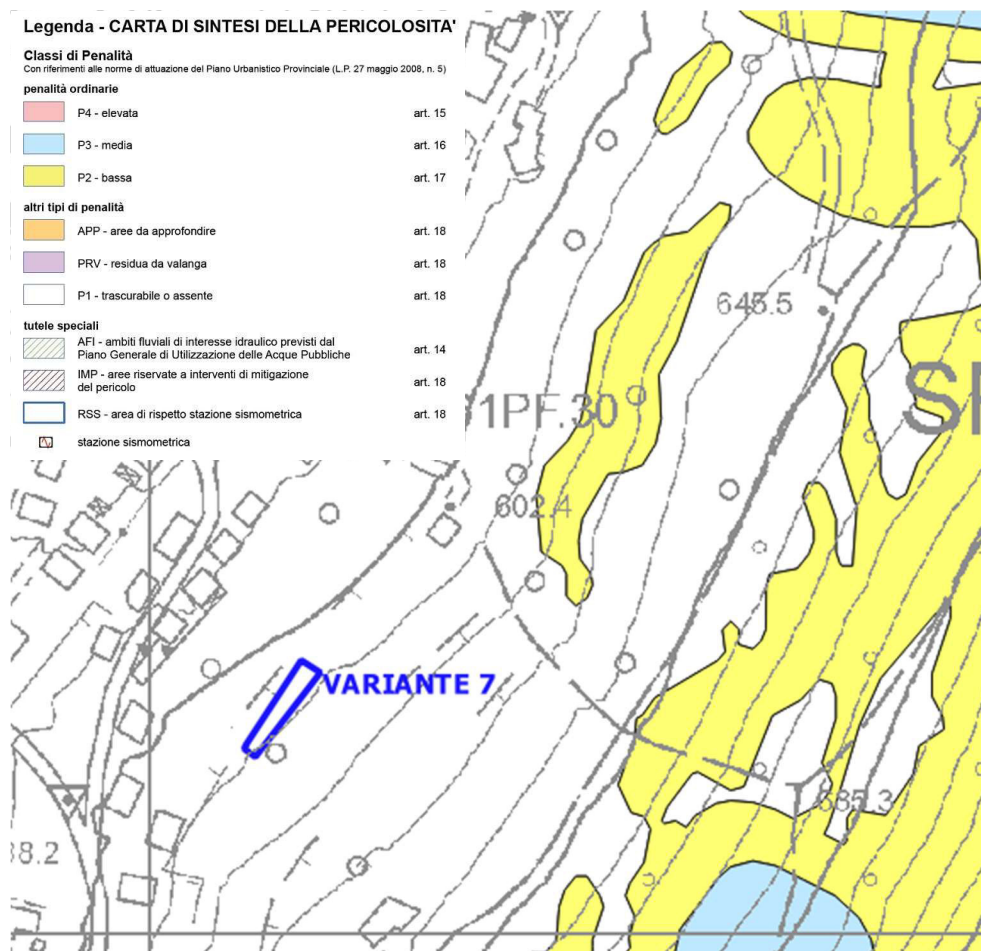 Legenda - CARTA DI SINTESI DELLA PERICOLOSITA'
Classi di Penalità
Con riferimenti alle norme di attuazione del Piano Urbanistico Provinciale (L.P. 27 maggio 2008, n. 5)
penalità ordinarie
P4 - elevata art. 15
P3 - media art. 16
P2 - bassa art. 17
altri tipi di penalità
APP - aree da approfondire art. 18
PRV - residua da valanga art. 18
P1 - trascurabile o assente art. 18
tutele speciali
AFI - ambiti fluviali di interesse idraulico previsti dal
Piano Generale di Utilizzazione delle Acque Pubbliche art. 14
IMP - aree riservate a interventi di mitigazione
del pericolo art. 18
RSS - area di rispetto stazione sismometrica art. 18
stazione sismometrica
645.5
1PF.30
602.4
VARIANTE 7
585.3
8.2